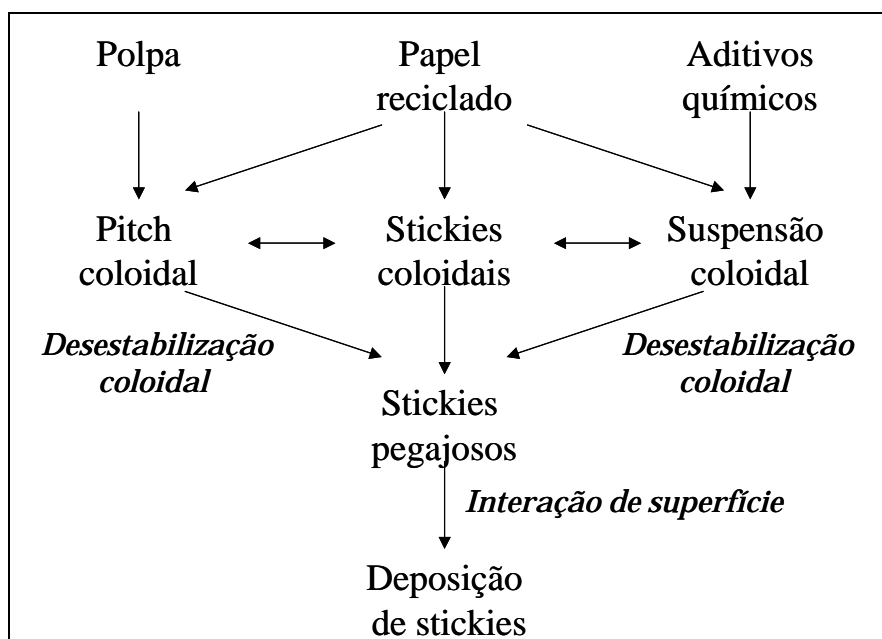 Polpa
Papel
reciclado
Aditivos
químicos
Pitch
coloidal
Stickies
coloidais
Suspensão
coloidal
Desestabilização
coloidal
Desestabilização
coloidal
Stickies
pegajosos
Interação de superfície
Deposição
de stickies